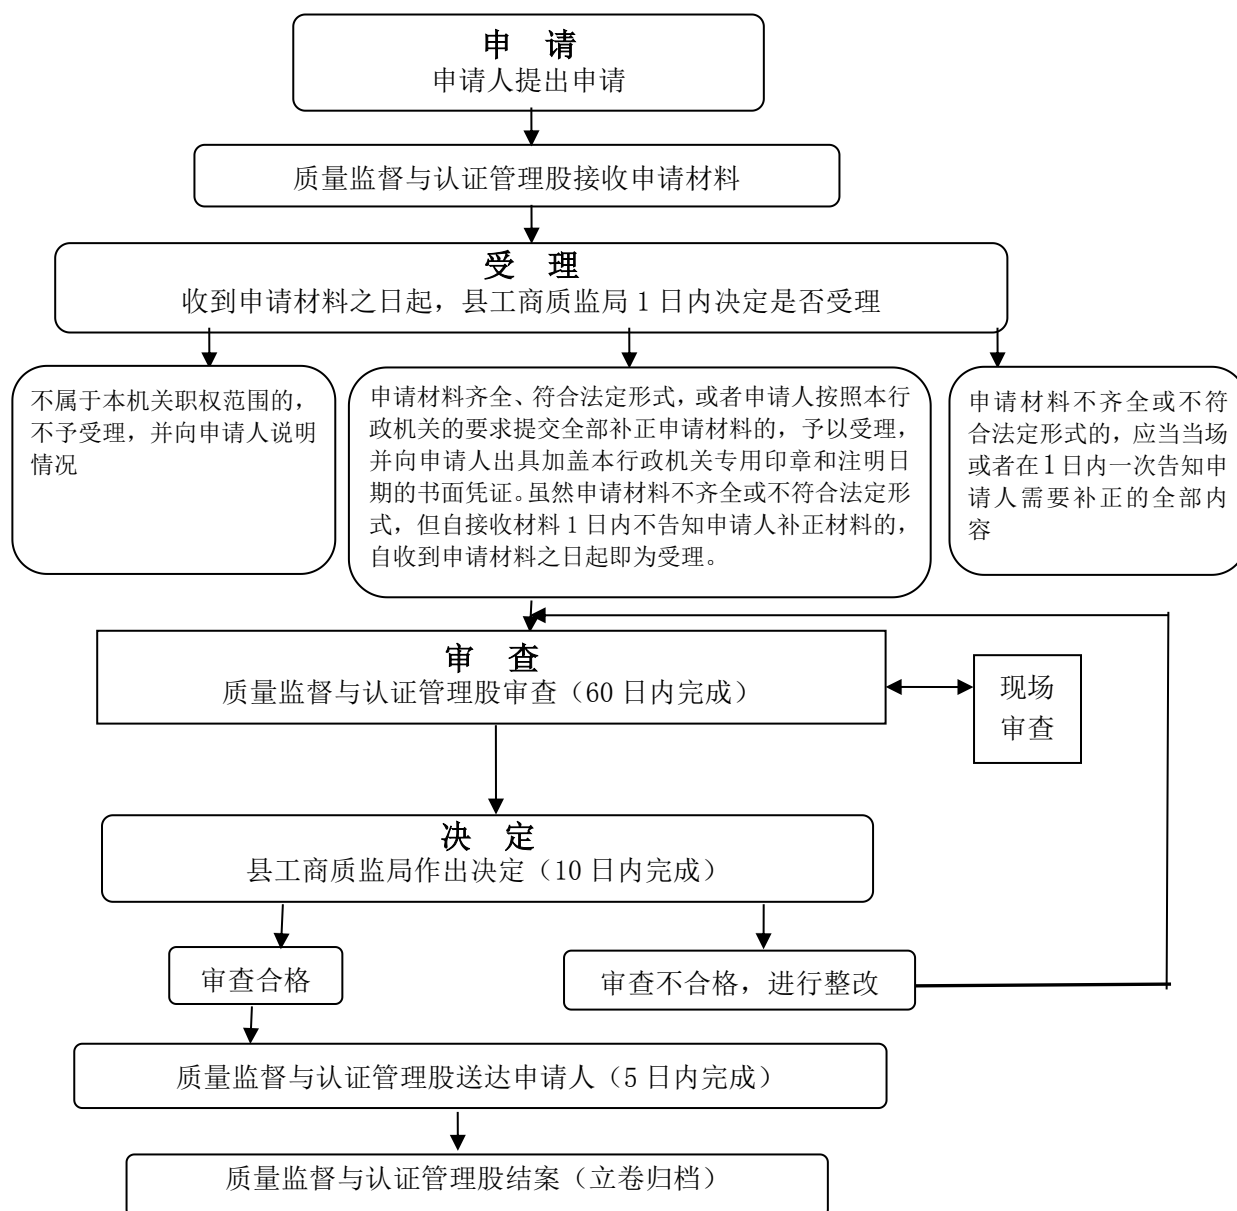 申 请
申请人提出申请
质量监督与认证管理股接收申请材料
受 理
收到申请材料之日起，县工商质监局 1 日内决定是否受理
不属于本机关职权范围的，
不予受理，并向申请人说明
情况
申请材料齐全、符合法定形式，或者申请人按照本行
政机关的要求提交全部补正申请材料的，予以受理，
并向申请人出具加盖本行政机关专用印章和注明日
期的书面凭证。虽然申请材料不齐全或不符合法定形
式，但自接收材料 1 日内不告知申请人补正材料的，
自收到申请材料之日起即为受理。
申请材料不齐全或不符
合法定形式的，应当当场
或者在 1 日内一次告知申
请人需要补正的全部内
容
审 查
质量监督与认证管理股审查（60 日内完成）
现场
审查
决 定
县工商质监局作出决定（10 日内完成）
审查合格
审查不合格，进行整改
质量监督与认证管理股送达申请人（5 日内完成）
质量监督与认证管理股结案（立卷归档）